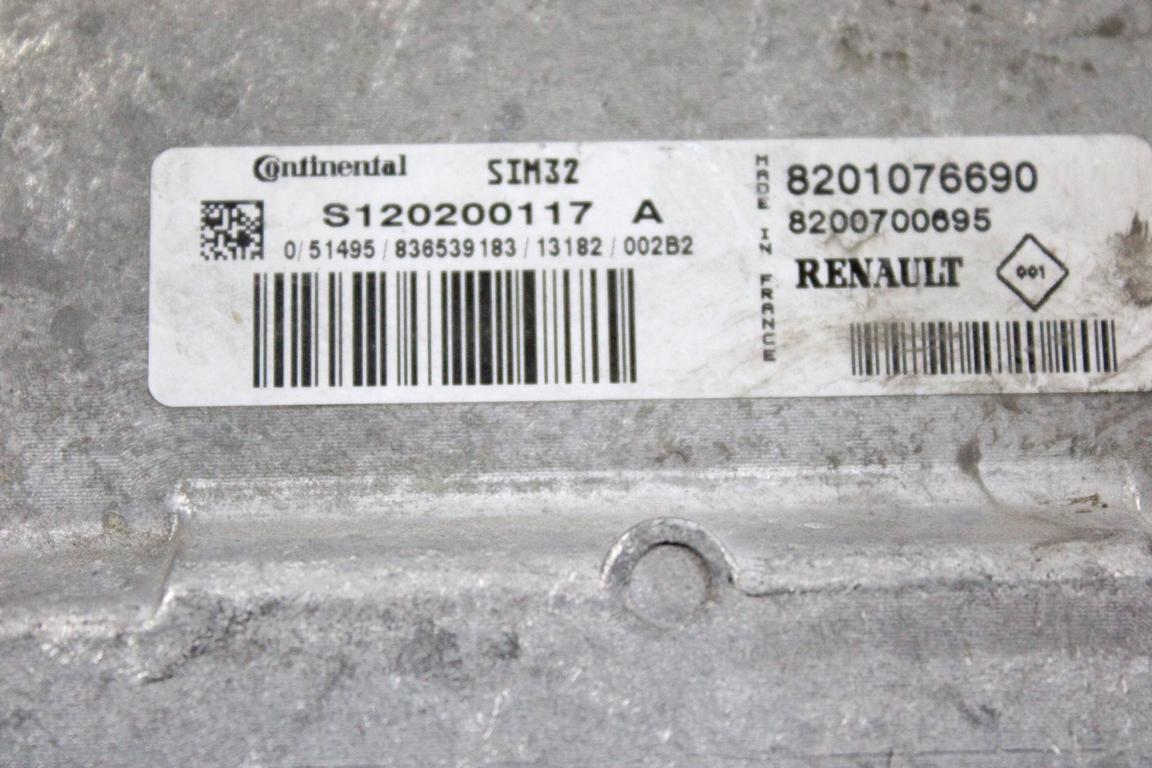 Continental SIM32
S120200117 A
0/51495/836539183/13182/002B2
MADE IN FRANCE
8201076690
8200700695
RENAULT 001